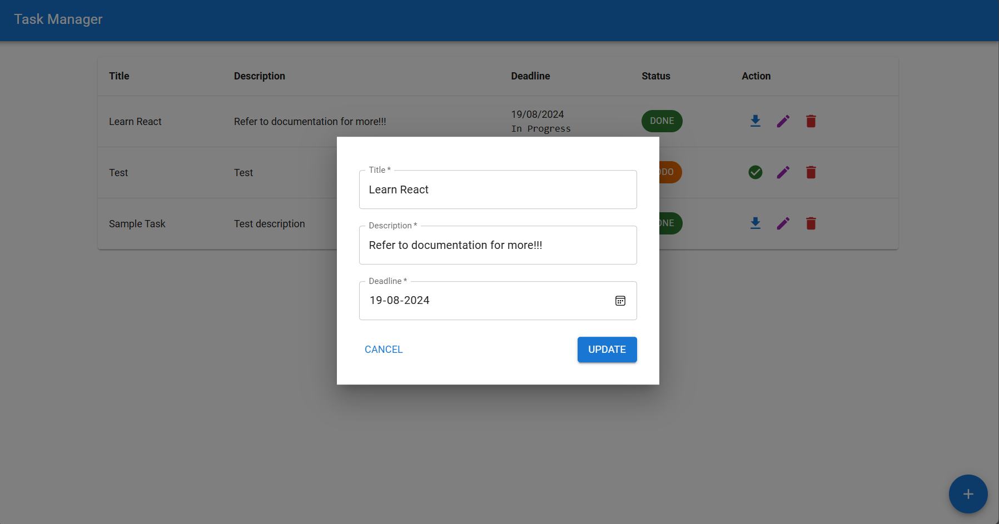 Task Manager
Title Description Deadline Status Action
Learn React Refer to documentation for more!!! 19/08/2024 DONE
In Progress
Test Test
Sample Task Test description
Title *
Learn React
Description *
Refer to documentation for more!!!
Deadline *
19-08-2024
CANCEL UPDATE